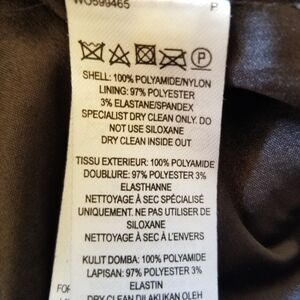 WO599465 P
P
SHELL: 100% POLYAMIDE/NYLON
LINING: 97% POLYESTER
3% ELASTANE/SPANDEX
SPECIALIST DRY CLEAN ONLY. DO
NOT USE SILOXANE
DRY CLEAN INSIDE OUT
TISSU EXTERIEUR: 100% POLYAMIDE
DOUBLURE: 97% POLYESTER 3%
ELASTHANNE
NETTOYAGE À SEC SPÉCIALISÉ
UNIQUEMENT. NE PAS UTILISER DE
SILOXANE
NETTOYAGE À SEC À L'ENVERS
KULIT DOMBA: 100% POLYAMIDE
LAPISAN: 97% POLYESTER 3%
ELASTIN
DRY CLEAN DILAKUKAN OLEH